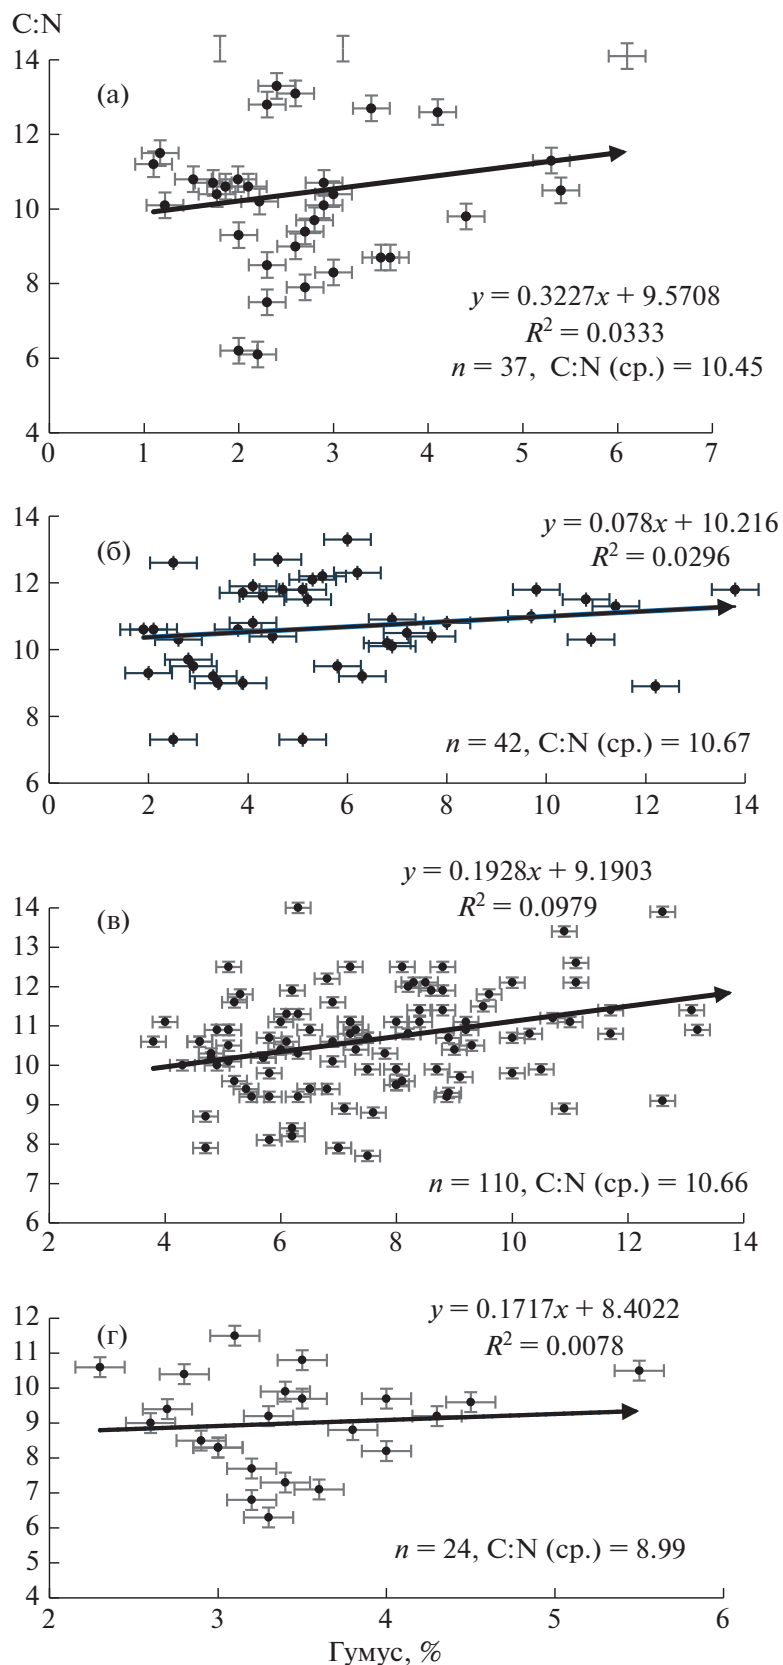 C:N
14
(а)
12
10
8
y = 0.3227x + 9.5708
R² = 0.0333
6
n = 37, C:N (ср.) = 10.45
4
0 1 2 3 4 5 6 7
14
(б)
y = 0.078x + 10.216
R² = 0.0296
12
10
8
n = 42, C:N (ср.) = 10.67
6
0 2 4 6 8 10 12 14
y = 0.1928x + 9.1903
R² = 0.0979
14
(в)
13
12
11
10
9
8
7
n = 110, C:N (ср.) = 10.66
6
2 4 6 8 10 12 14
12
(г)
y = 0.1717x + 8.4022
R² = 0.0078
11
10
9
8
7
6
5
n = 24, C:N (ср.) = 8.99
4
2 3 4 5 6
Гумус, %